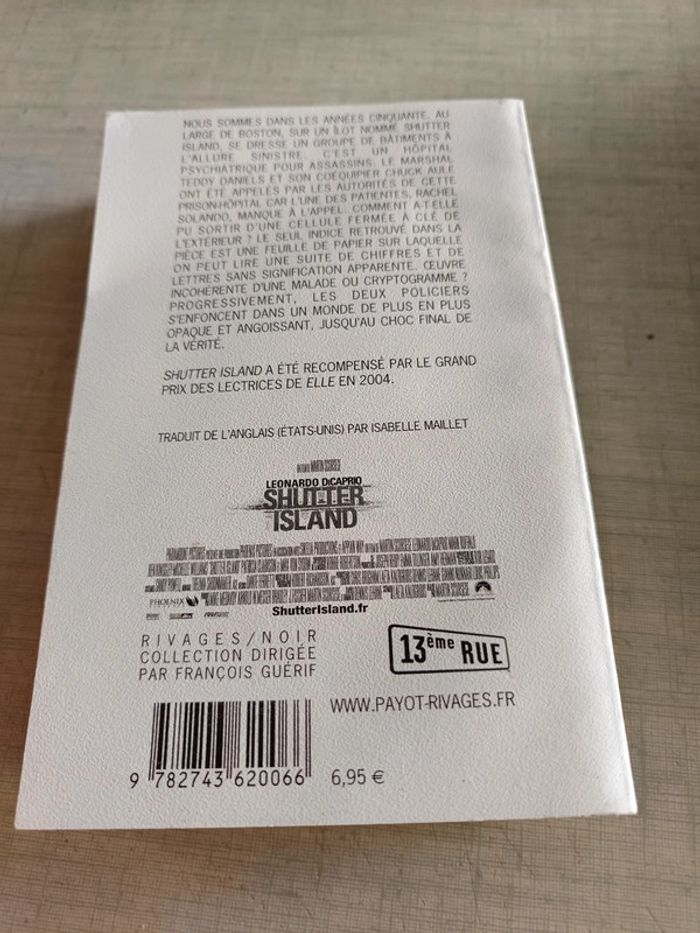 NOUS SOMMES DANS LES ANNÉES CINQUANTE. AU
LARGE DE BOSTON, SUR UN ÎLOT NOMMÉ SHUTTER
ISLAND, SE DRESSE UN GROUPE DE BÂTIMENTS À
L'ALLURE SINISTRE. C'EST UN HÔPITAL
PSYCHIATRIQUE POUR ASSASSINS. LE MARSHAL
TEDDY DANIELS ET SON COÉQUIPIER CHUCK AULE
ONT ÉTÉ APPELÉS PAR LES AUTORITÉS DE CETTE
PRISON-HÔPITAL CAR L'UNE DES PATIENTES, RACHEL
SOLANDO, MANQUE À L'APPEL. COMMENT A-T-ELLE
PU SORTIR D'UNE CELLULE FERMÉE À CLÉ DE
L'EXTÉRIEUR ? LE SEUL INDICE RETROUVÉ DANS LA
PIÈCE EST UNE FEUILLE DE PAPIER SUR LAQUELLE
ON PEUT LIRE UNE SUITE DE CHIFFRES ET DE
LETTRES SANS SIGNIFICATION APPARENTE. ŒUVRE
INCOHÉRENTE D'UNE MALADE OU CRYPTOGRAMME ?
PROGRESSIVEMENT, LES DEUX POLICIERS
S'ENFONCENT DANS UN MONDE DE PLUS EN PLUS
OPAQUE ET ANGOISSANT, JUSQU'AU CHOC FINAL DE
LA VÉRITÉ.
SHUTTER ISLAND A ÉTÉ RECOMPENSÉ PAR LE GRAND
PRIX DES LECTRICES DE ELLE EN 2004.
TRADUIT DE L'ANGLAIS (ÉTATS-UNIS) PAR ISABELLE MAILLET
MARTIN SCORSESE
LEONARDO DiCAPRIO
SHUTTER
ISLAND
PHOENIX
ShutterIsland.fr
RIVAGES/NOIR
COLLECTION DIRIGÉE
PAR FRANÇOIS GUÉRIF
13ème RUE
WWW.PAYOT-RIVAGES.FR
9 782743 620066
6,95 €